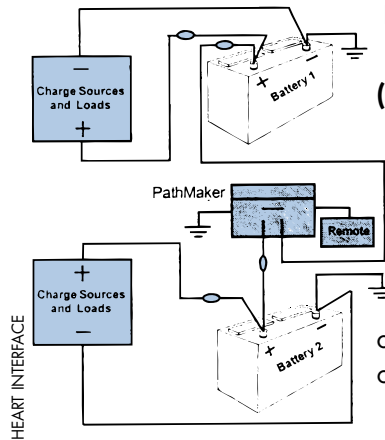 −
Charge Sources
and Loads
+
+ −
Battery 1
(
PathMaker
Remote
+
Charge Sources
and Loads
−
+ −
Battery 2
HEART INTERFACE